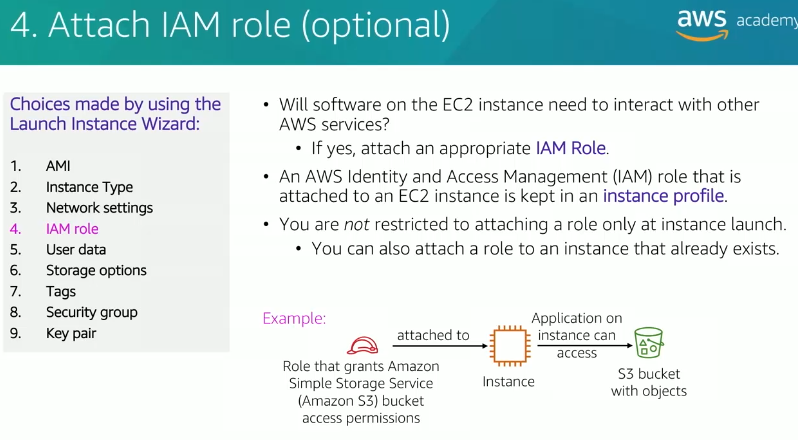 4. Attach IAM role (optional)
aws academy
Choices made by using the
Launch Instance Wizard:
1. AMI
2. Instance Type
3. Network settings
4. IAM role
5. User data
6. Storage options
7. Tags
8. Security group
9. Key pair
• Will software on the EC2 instance need to interact with other
AWS services?
• If yes, attach an appropriate IAM Role.
• An AWS Identity and Access Management (IAM) role that is
attached to an EC2 instance is kept in an instance profile.
• You are not restricted to attaching a role only at instance launch.
• You can also attach a role to an instance that already exists.
Example:
attached to
Application on
instance can
access
Role that grants Amazon
Simple Storage Service
(Amazon S3) bucket
access permissions
Instance
S3 bucket
with objects